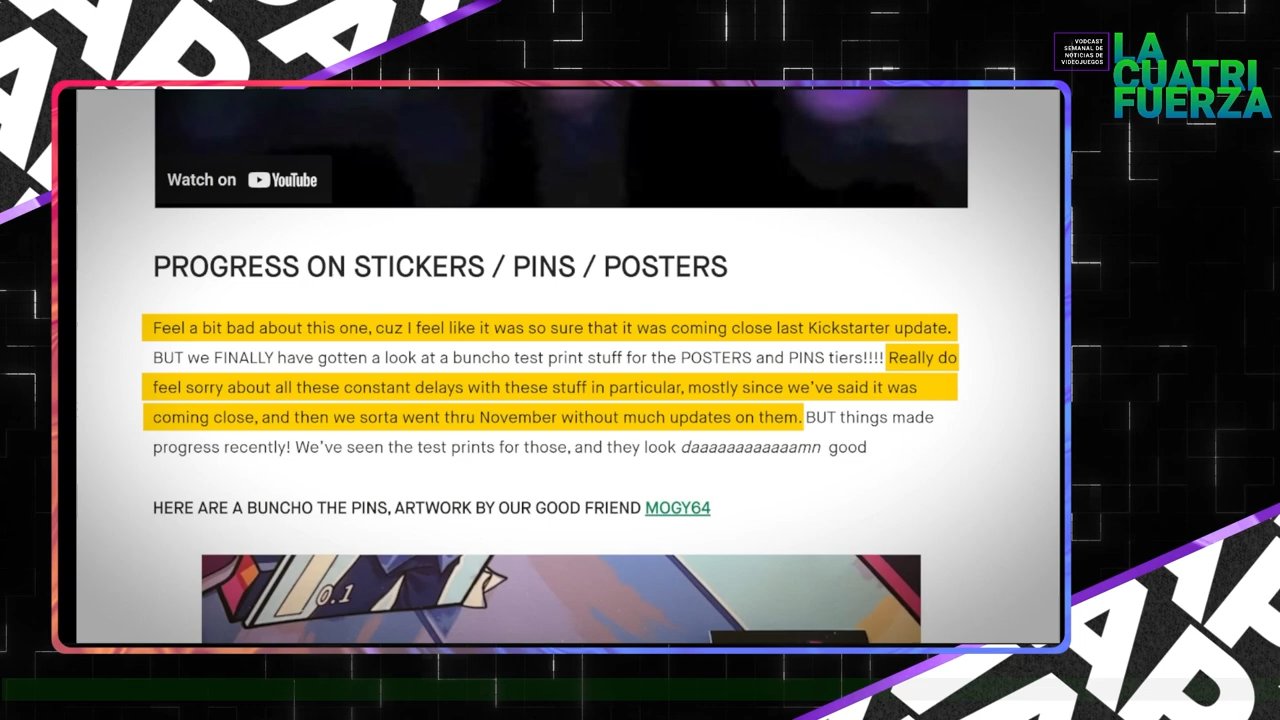 VODCAST
SEMANAL DE
NOTICIAS DE
VIDEOJUEGOS
LA
CUATRI
FUERZA
Watch on YouTube
PROGRESS ON STICKERS / PINS / POSTERS
Feel a bit bad about this one, cuz I feel like it was so sure that it was coming close last Kickstarter update.
BUT we FINALLY have gotten a look at a buncho test print stuff for the POSTERS and PINS tiers!!!! Really do
feel sorry about all these constant delays with these stuff in particular, mostly since we've said it was
coming close, and then we sorta went thru November without much updates on them. BUT things made
progress recently! We've seen the test prints for those, and they look daaaaaaaaaaaamn good
HERE ARE A BUNCHO THE PINS, ARTWORK BY OUR GOOD FRIEND MOGY64
0.1